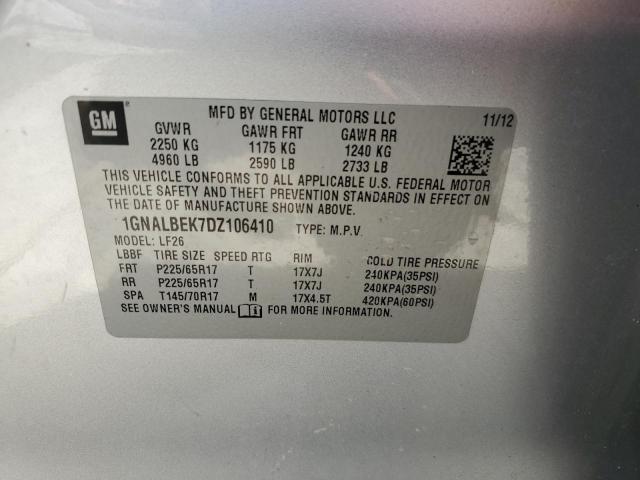 GM
MFD BY GENERAL MOTORS LLC 11/12
GVWR GAWR FRT GAWR RR
2250 KG 1175 KG 1240 KG
4960 LB 2590 LB 2733 LB
THIS VEHICLE CONFORMS TO ALL APPLICABLE U.S. FEDERAL MOTOR
VEHICLE SAFETY AND THEFT PREVENTION STANDARDS IN EFFECT ON
THE DATE OF MANUFACTURE SHOWN ABOVE.
1GNALBEK7DZ106410 TYPE: M.P.V.
MODEL: LF26
LBBF TIRE SIZE SPEED RTG RIM COLD TIRE PRESSURE
FRT P225/65R17 T 17X7J 240KPA(35PSI)
RR P225/65R17 T 17X7J 240KPA(35PSI)
SPA T145/70R17 M 17X4.5T 420KPA(60PSI)
SEE OWNER'S MANUAL FOR MORE INFORMATION.